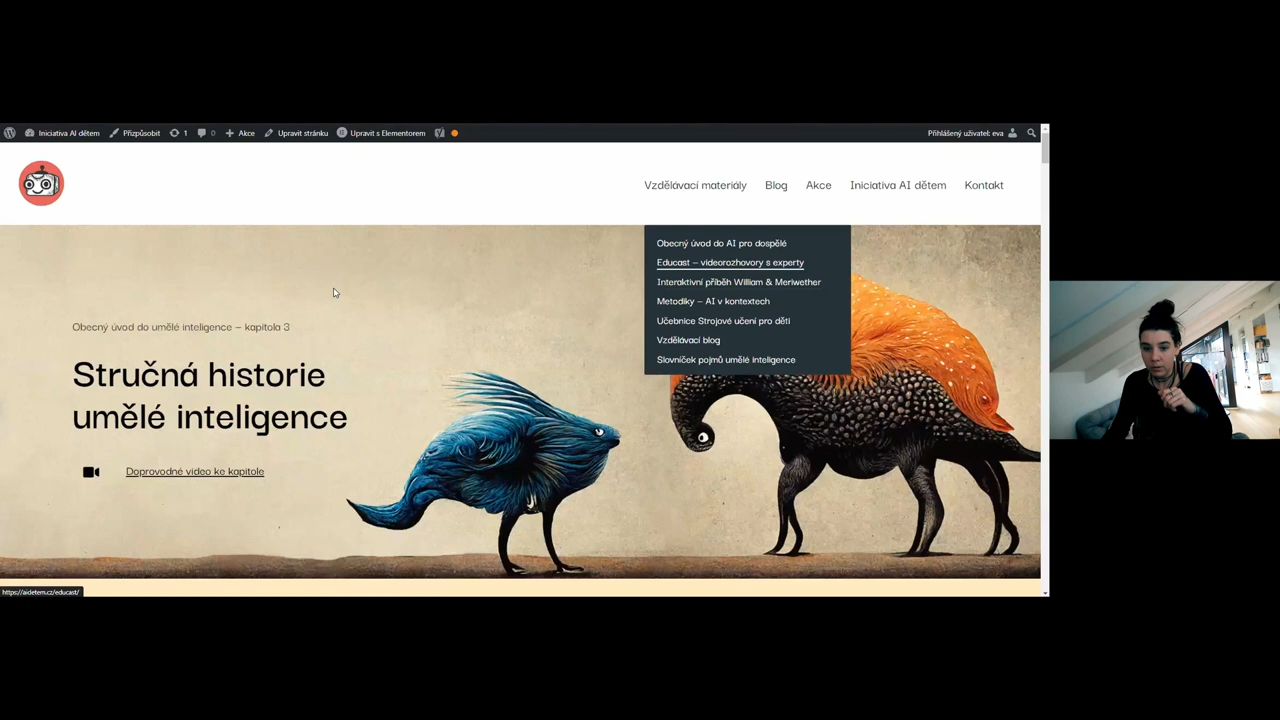 Iniciativa AI dětem
Přizpůsobit
1
0
Akce
Upravit stránku
Upravit s Elementorem
Přihlášený uživatel: eva
Vzdělávací materiály
Blog
Akce
Iniciativa AI dětem
Kontakt
Obecný úvod do AI pro dospělé
Educast – videorozhovory s experty
Interaktivní příběh William & Meriwether
Metodiky – AI v kontextech
Učebnice Strojové učení pro děti
Vzdělávací blog
Slovníček pojmů umělé inteligence
Obecný úvod do umělé inteligence – kapitola 3
Stručná historie
umělé inteligence
Doprovodné video ke kapitole
https://aidetem.cz/educast/